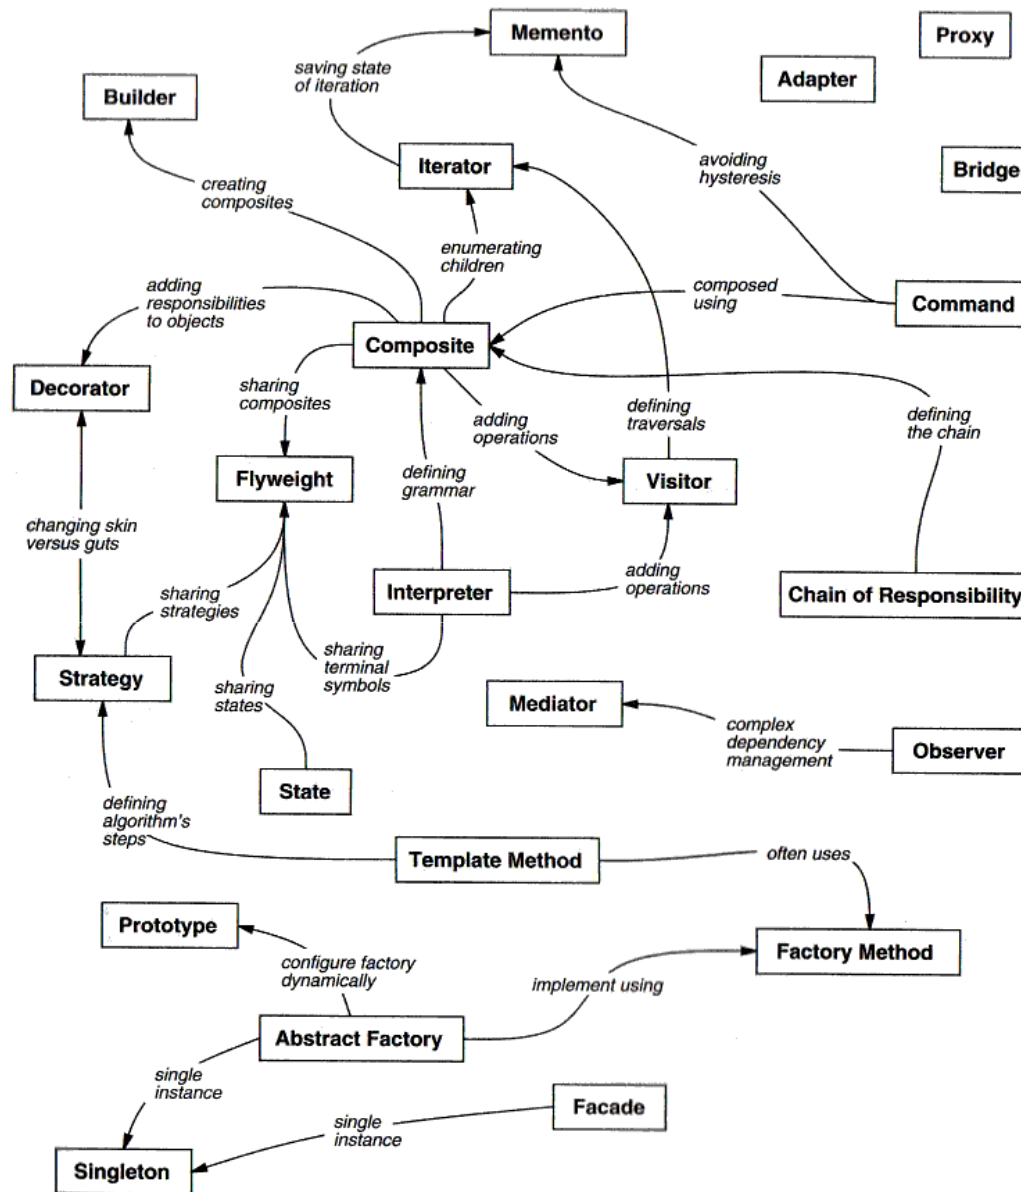 Memento
Proxy
Adapter
saving state
of iteration
Builder
Iterator
avoiding
hysteresis
Bridge
creating
composites
enumerating
children
adding
responsibilities
to objects
composed
using
Command
Composite
Decorator
sharing
composites
adding
operations
defining
traversals
defining
the chain
Flyweight
defining
grammar
Visitor
changing skin
versus guts
sharing
strategies
Interpreter
adding
operations
Chain of Responsibility
Strategy
sharing
terminal
symbols
sharing
states
Mediator
complex
dependency
management
Observer
State
defining
algorithm's
steps
Template Method
often uses
Prototype
Factory Method
configure factory
dynamically
implement using
Abstract Factory
single
instance
Facade
single
instance
Singleton